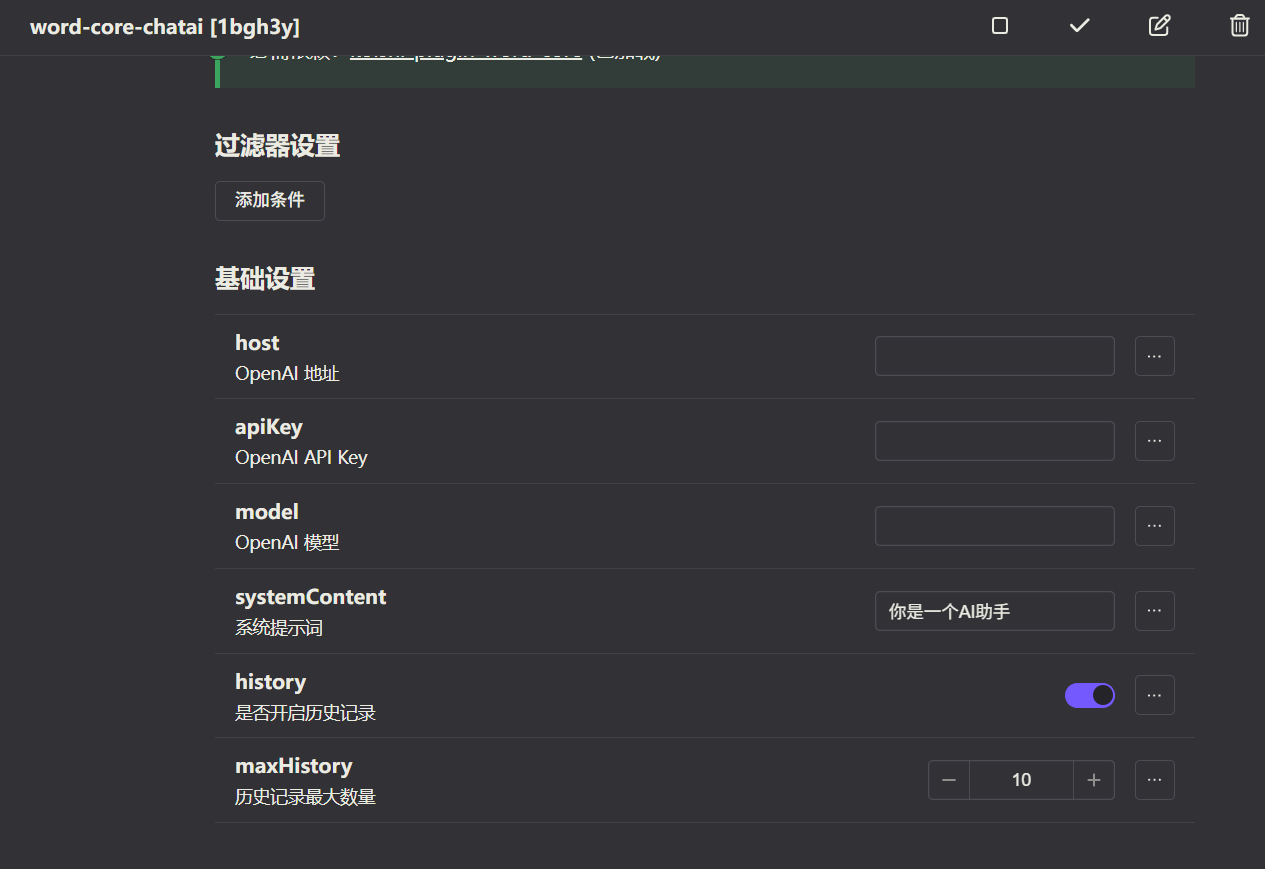 word-core-chatai [1bgh3y]
过滤器设置
添加条件
基础设置
host
OpenAI 地址
apiKey
OpenAI API Key
model
OpenAI 模型
systemContent
系统提示词
你是一个AI助手
history
是否开启历史记录
maxHistory
历史记录最大数量
10